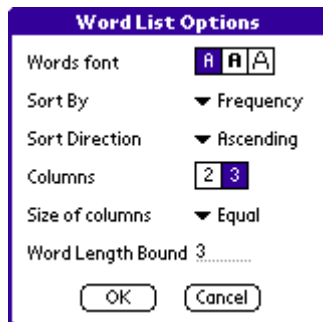 Word List Options
Words font A A A
Sort By Frequency
Sort Direction Ascending
Columns 2 3
Size of columns Equal
Word Length Bound 3
OK Cancel